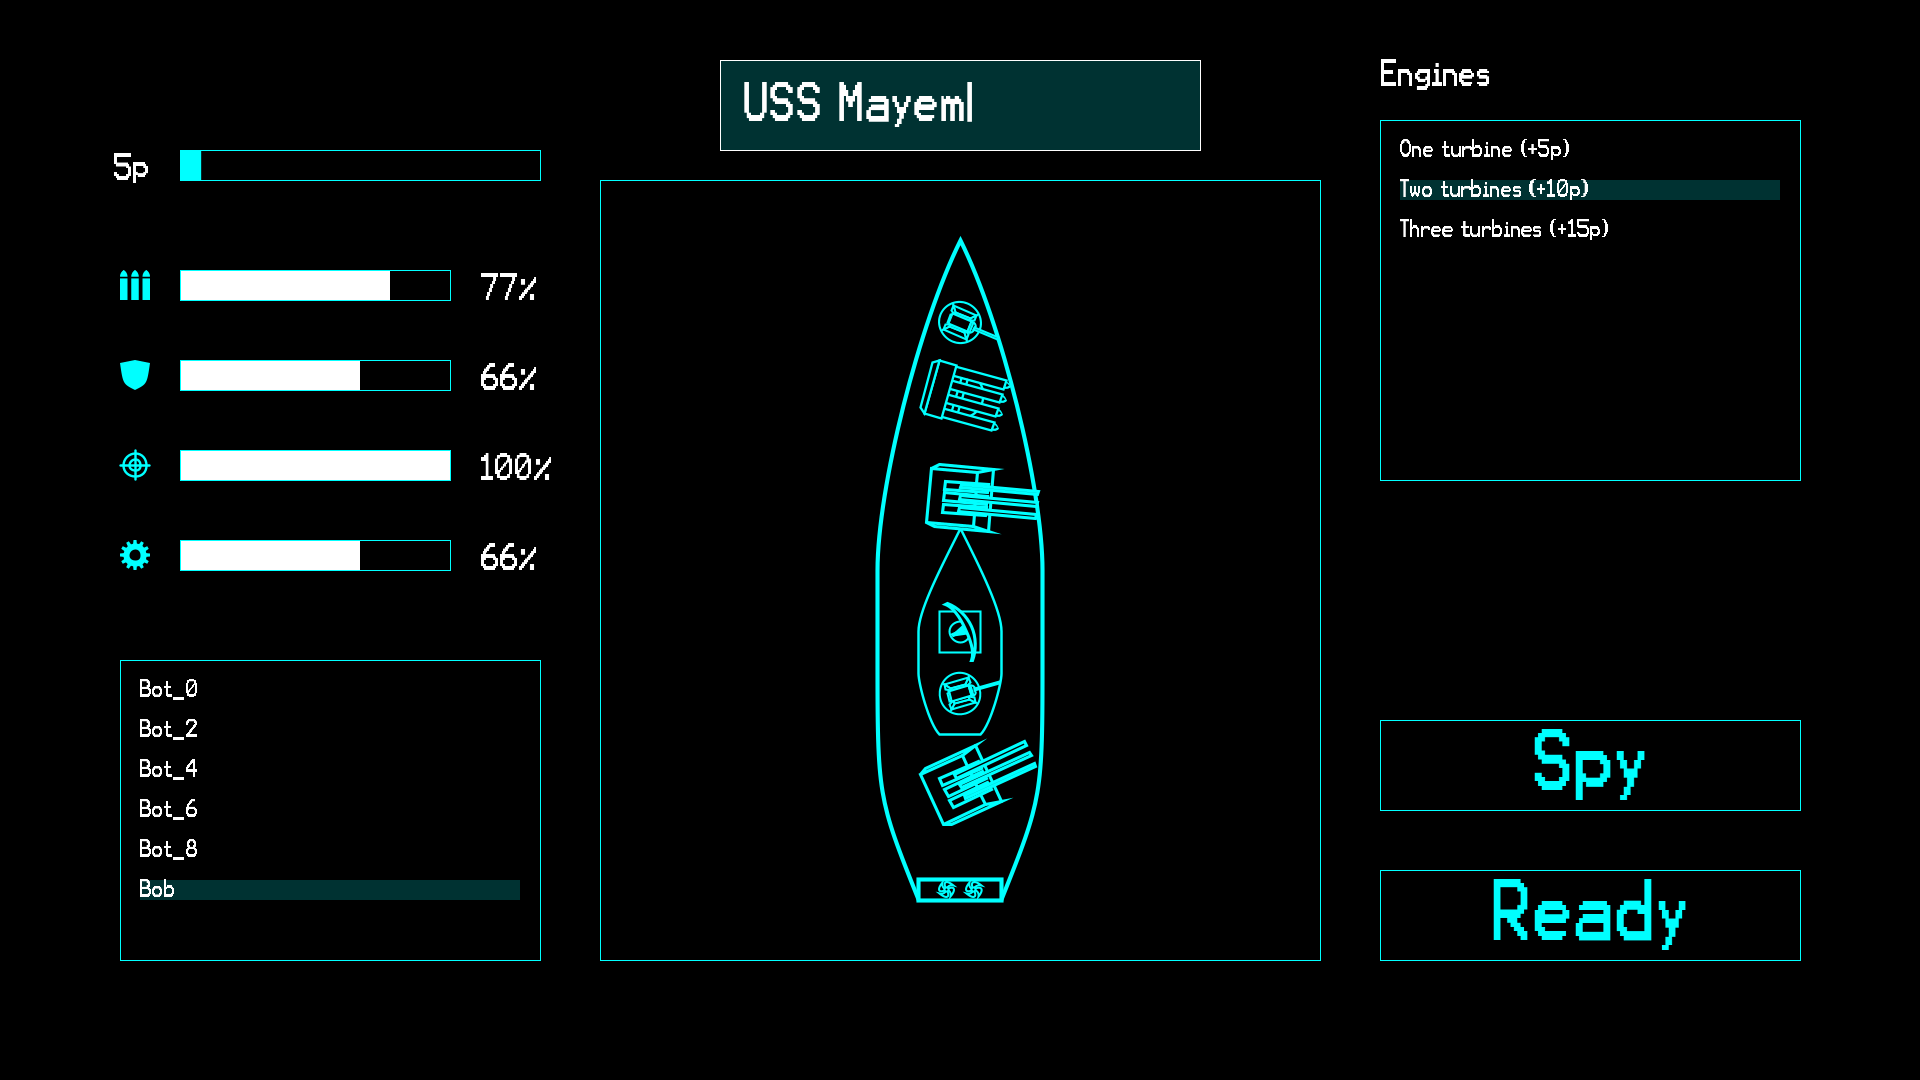 USS Mayem
Engines
5p
One turbine (+5p)
Two turbines (+10p)
Three turbines (+15p)
77%
66%
100%
66%
Bot_0
Bot_2
Bot_4
Bot_6
Bot_8
Bob
Spy
Ready